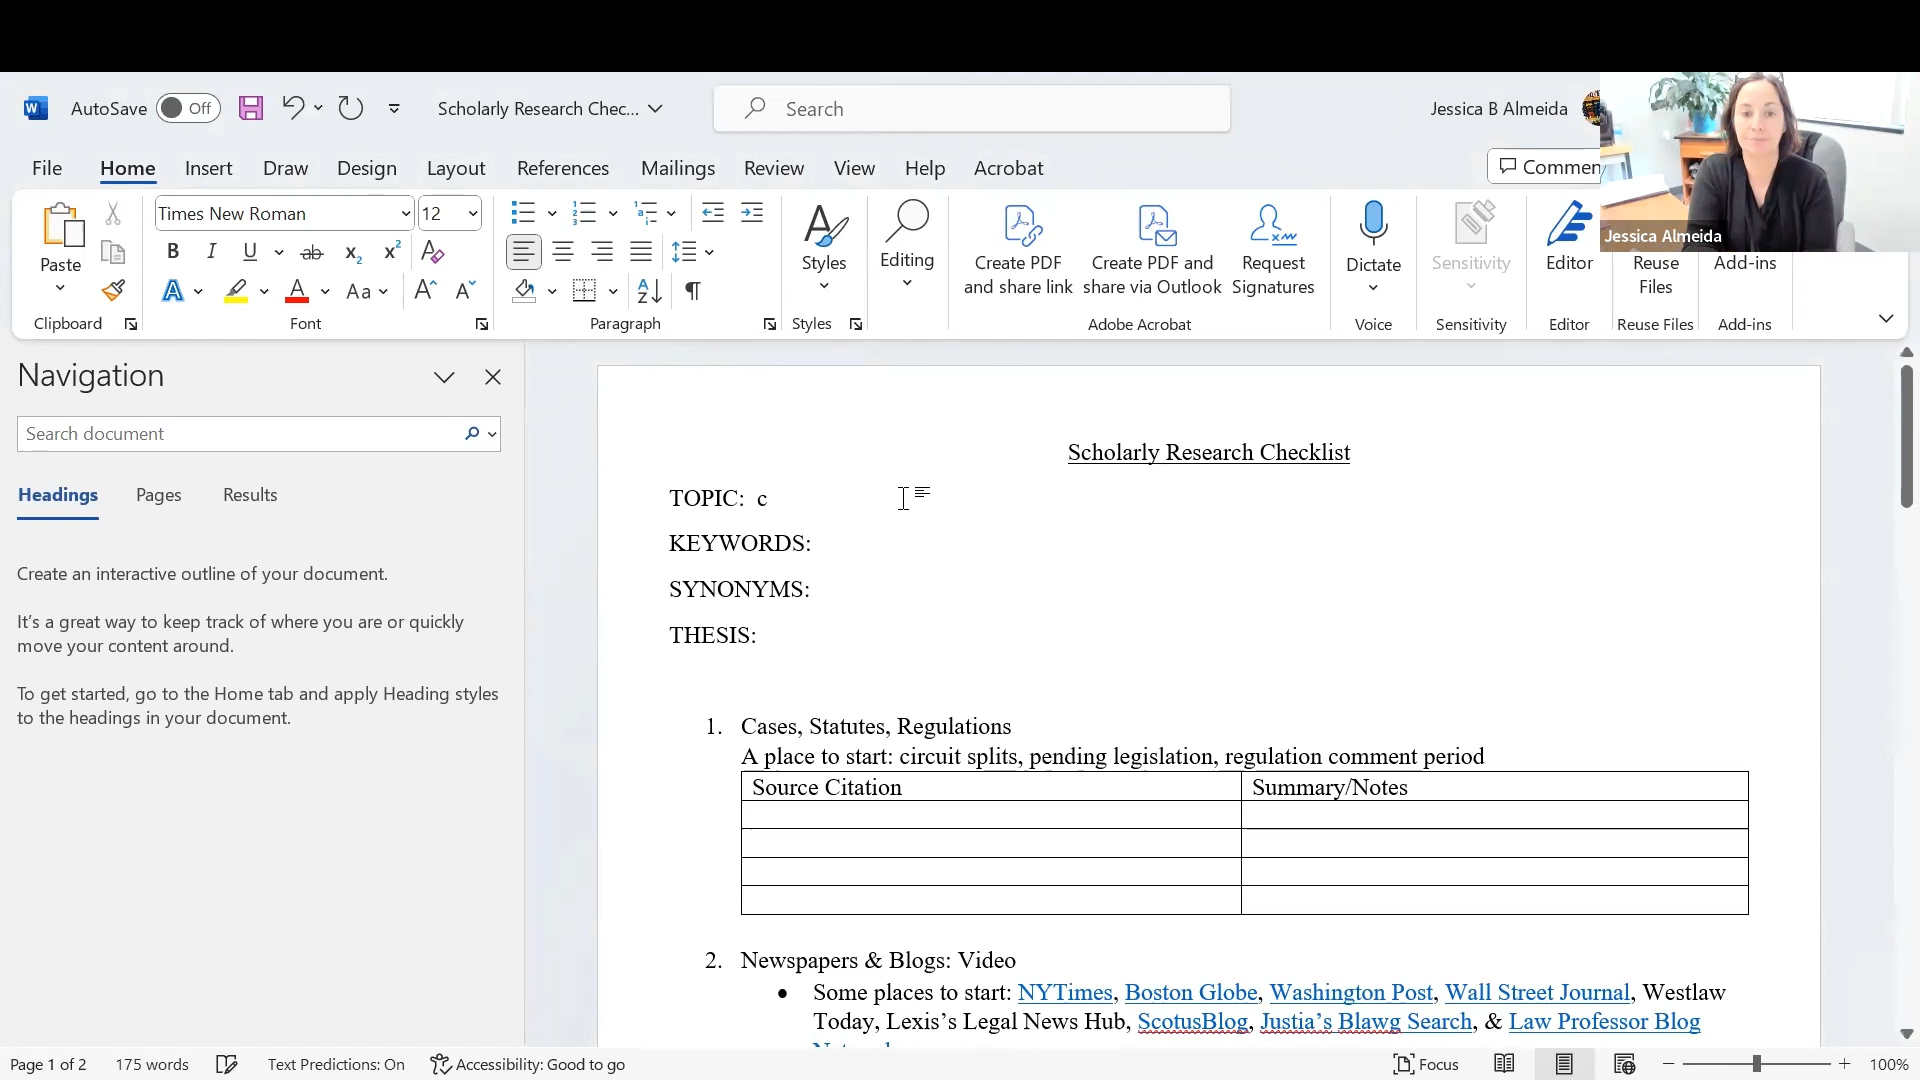 AutoSave Off Scholarly Research Chec... Search Jessica B Almeida
File Home Insert Draw Design Layout References Mailings Review View Help Acrobat Commen
Jessica Almeida
Times New Roman 12
Paste Styles Editing Create PDF and share link Create PDF and share via Outlook Request Signatures Dictate Sensitivity Editor Reuse Files Add-ins
Clipboard Font Paragraph Styles Adobe Acrobat Voice Sensitivity Editor Reuse Files Add-ins
Navigation
Search document
Headings Pages Results
Create an interactive outline of your document.
It's a great way to keep track of where you are or quickly
move your content around.
To get started, go to the Home tab and apply Heading styles
to the headings in your document.
Scholarly Research Checklist
TOPIC: c
KEYWORDS:
SYNONYMS:
THESIS:
1. Cases, Statutes, Regulations
A place to start: circuit splits, pending legislation, regulation comment period
Source Citation Summary/Notes
2. Newspapers & Blogs: Video
• Some places to start: NYTimes, Boston Globe, Washington Post, Wall Street Journal, Westlaw
Today, Lexis's Legal News Hub, ScotusBlog, Justia's Blawg Search, & Law Professor Blog
Page 1 of 2 175 words Text Predictions: On Accessibility: Good to go Focus 100%